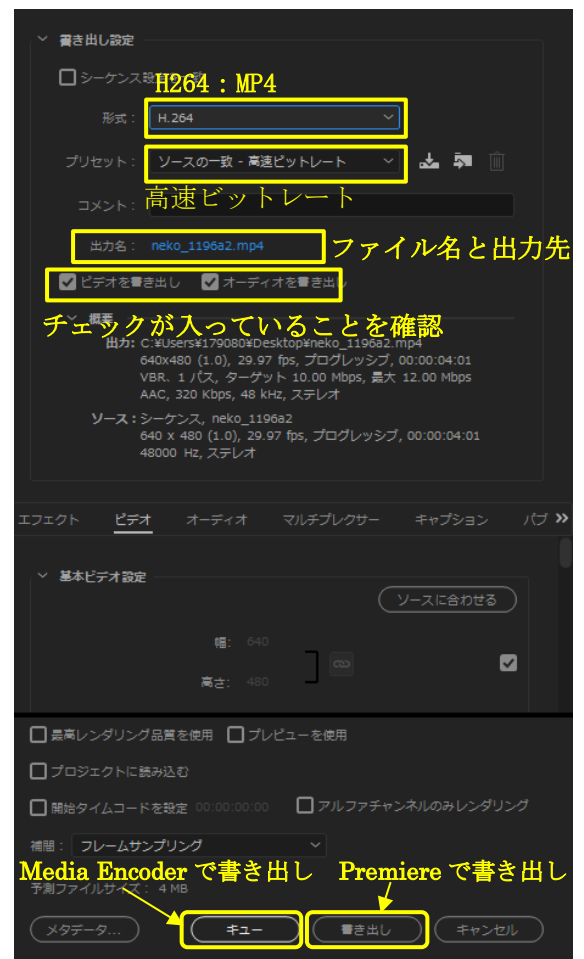 書き出し設定
シーケンス設
H264：MP4
形式： H.264
プリセット： ソースの一致 - 高速ビットレート
高速ビットレート
コメント：
出力名： neko_1196a2.mp4
ファイル名と出力先
ビデオを書き出し オーディオを書き出し
チェックが入っていることを確認
概要
出力: C:¥Users¥179080¥Desktop¥neko_1196a2.mp4
640x480 (1.0), 29.97 fps, プログレッシブ, 00:00:04:01
VBR、1 パス, ターゲット 10.00 Mbps, 最大 12.00 Mbps
AAC, 320 Kbps, 48 kHz, ステレオ
ソース： シーケンス, neko_1196a2
640 x 480 (1.0), 29.97 fps, プログレッシブ, 00:00:04:01
48000 Hz, ステレオ
エフェクト ビデオ オーディオ マルチプレクサー キャプション パブ
基本ビデオ設定
ソースに合わせる
幅: 640
高さ: 480
最高レンダリング品質を使用 プレビューを使用
プロジェクトに読み込む
開始タイムコードを設定 00:00:00:00 アルファチャンネルのみレンダリング
補間： フレームサンプリング
Media Encoder で書き出し Premiere で書き出し
予測ファイルサイズ： 4 MB
メタデータ... キュー 書き出し キャンセル